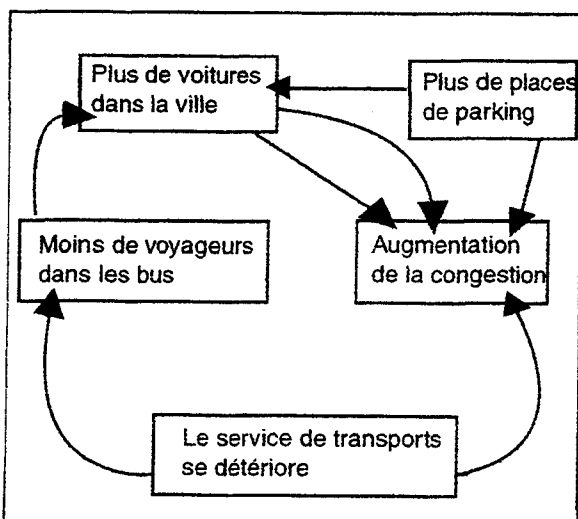 Plus de voitures
dans la ville
Plus de places
de parking
Moins de voyageurs
dans les bus
Augmentation
de la congestion
Le service de transports
se détériore